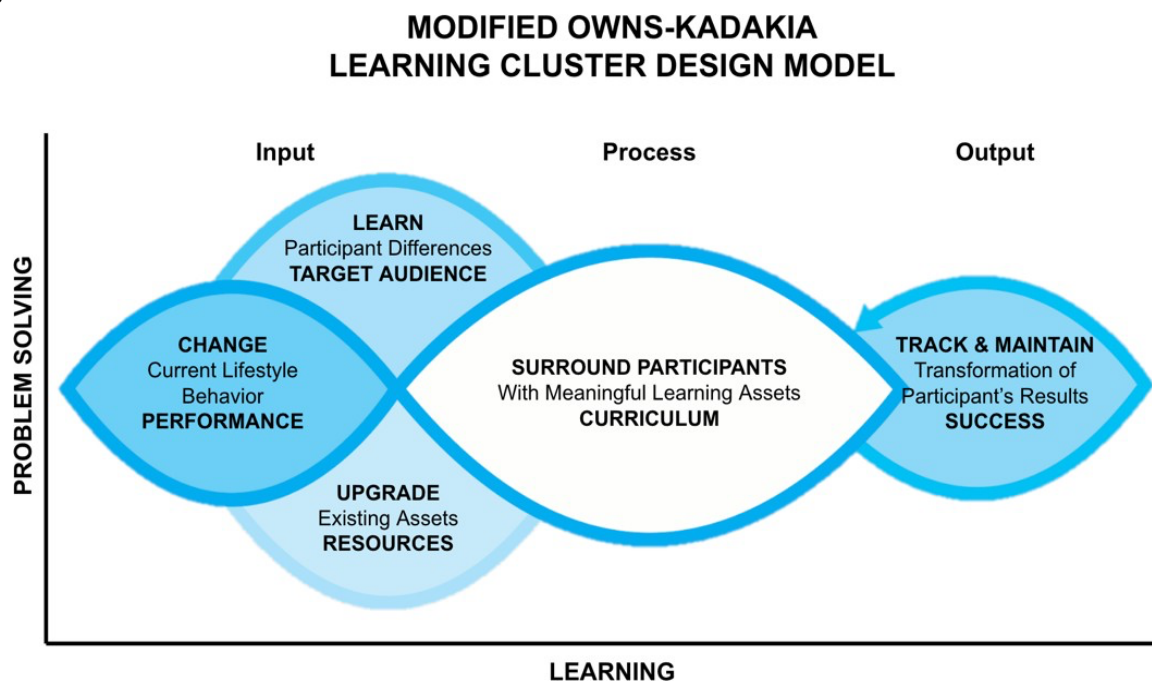 MODIFIED OWNS-KADAKIA
LEARNING CLUSTER DESIGN MODEL
Input
Process
Output
LEARN
Participant Differences
TARGET AUDIENCE
CHANGE
Current Lifestyle
Behavior
PERFORMANCE
UPGRADE
Existing Assets
RESOURCES
SURROUND PARTICIPANTS
With Meaningful Learning Assets
CURRICULUM
TRACK & MAINTAIN
Transformation of
Participant's Results
SUCCESS
PROBLEM SOLVING
LEARNING